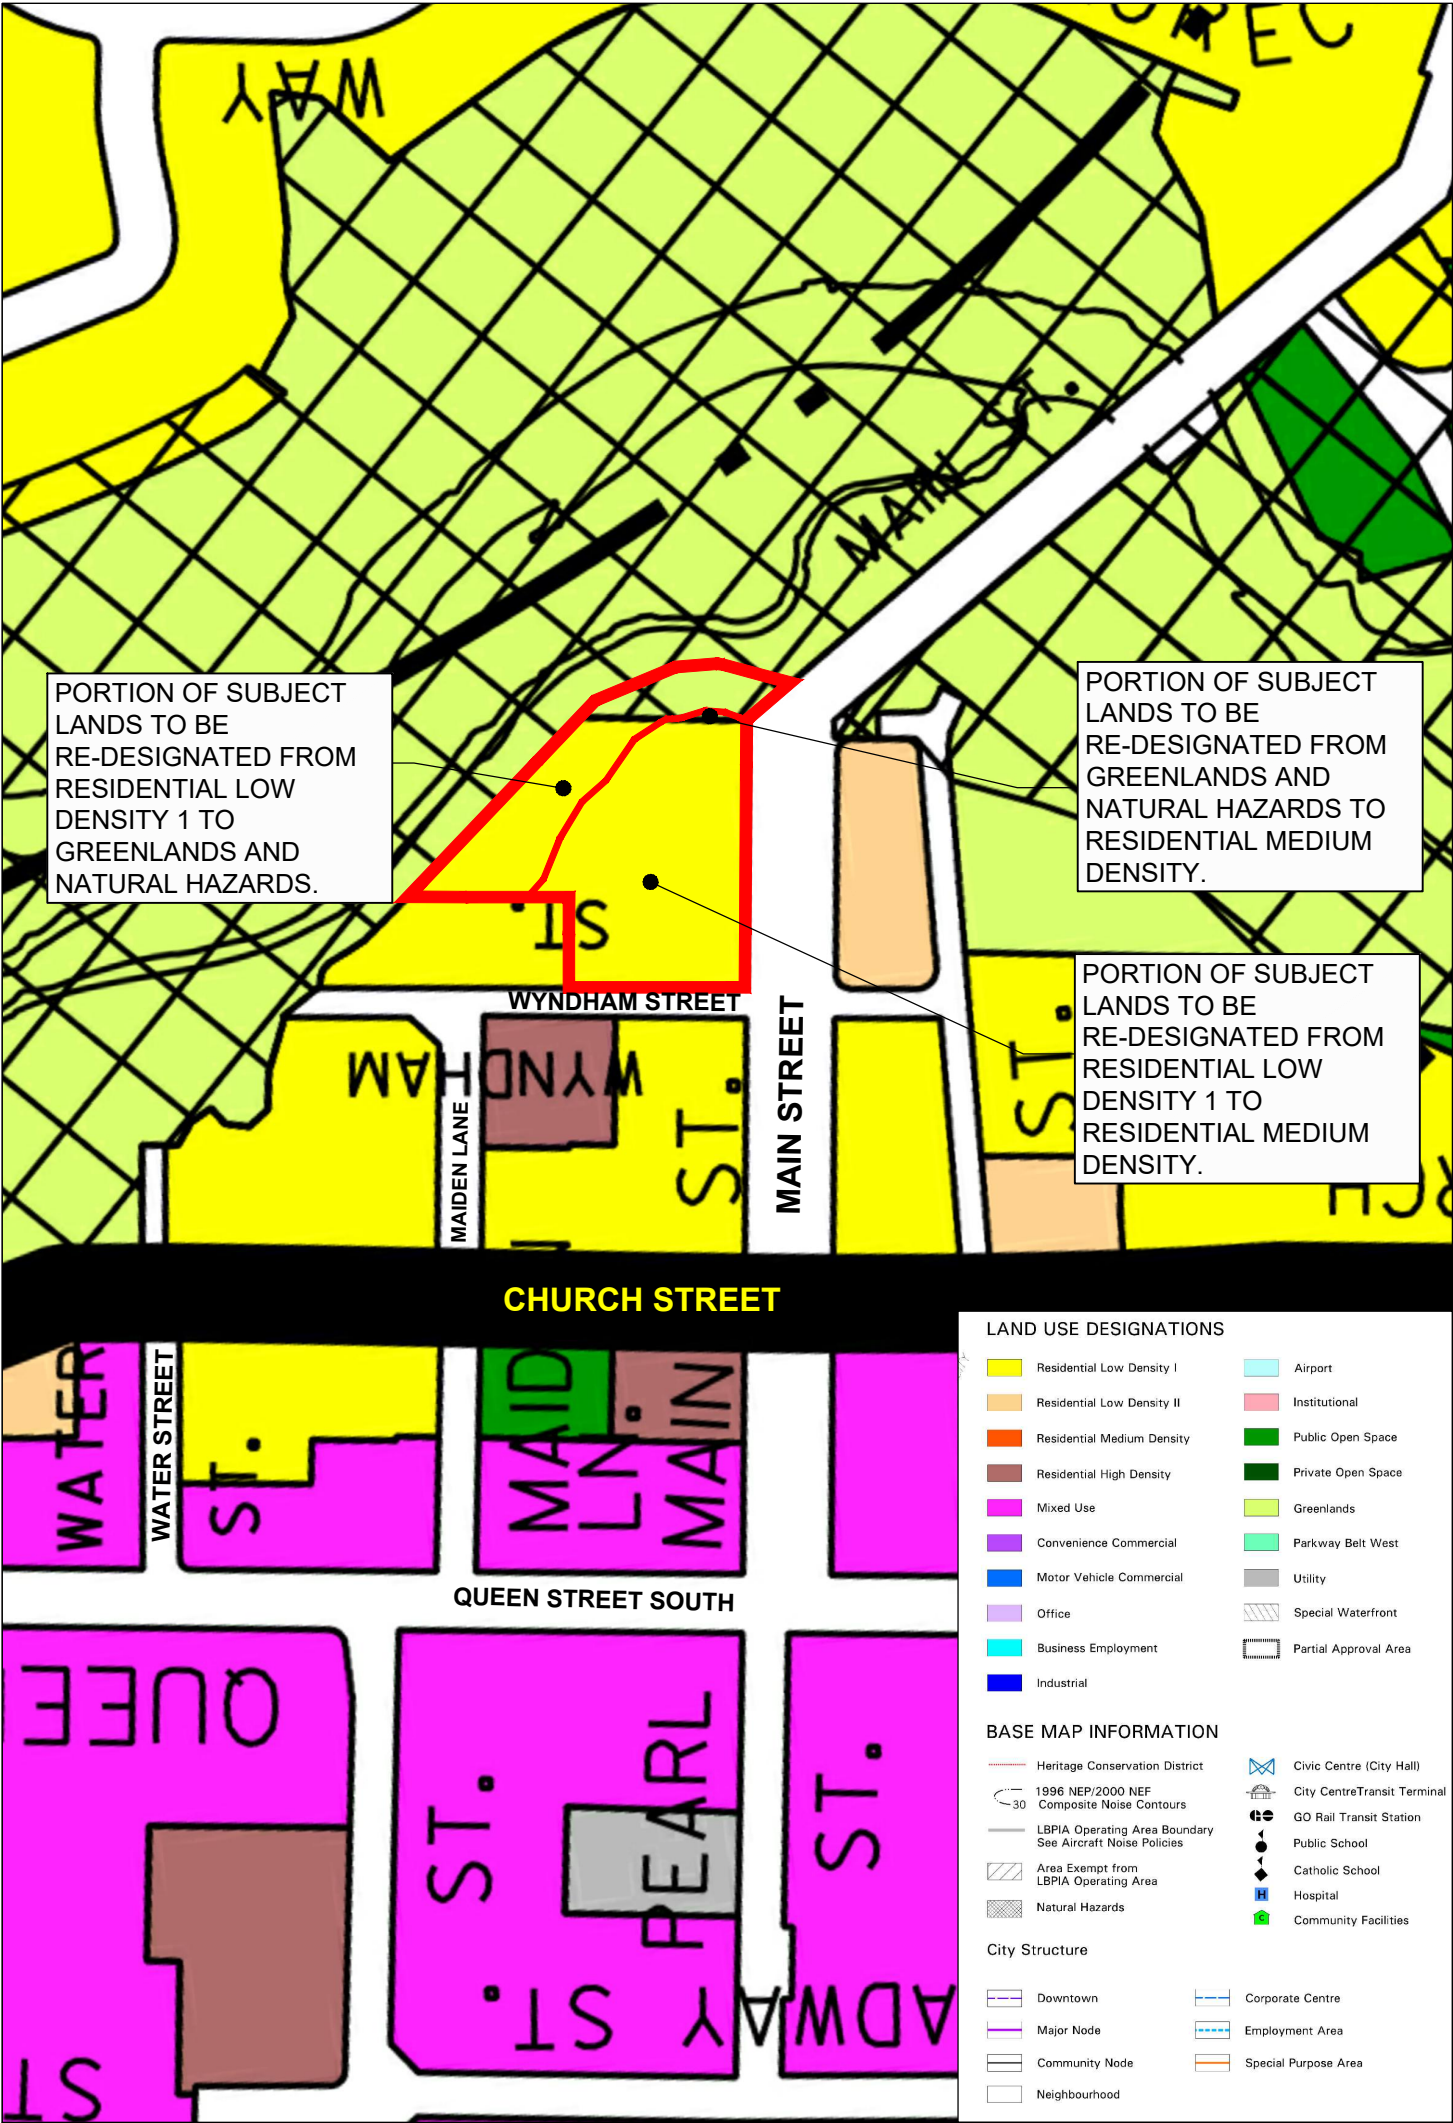 WAY
OREC
MAIN ST.
PORTION OF SUBJECT
LANDS TO BE
RE-DESIGNATED FROM
RESIDENTIAL LOW
DENSITY 1 TO
GREENLANDS AND
NATURAL HAZARDS.
PORTION OF SUBJECT
LANDS TO BE
RE-DESIGNATED FROM
GREENLANDS AND
NATURAL HAZARDS TO
RESIDENTIAL MEDIUM
DENSITY.
ST.
WYNDHAM STREET
PORTION OF SUBJECT
LANDS TO BE
RE-DESIGNATED FROM
RESIDENTIAL LOW
DENSITY 1 TO
RESIDENTIAL MEDIUM
DENSITY.
WYNDHAM
MAIDEN LANE
ST.
MAIN STREET
ST.
RCH
CHURCH STREET
WATER
WATER STREET
ST.
MAID
LN.
MAIN
QUEEN STREET SOUTH
QUEE
ST.
PEARL
ST.
ADWAY ST.
ST
LAND USE DESIGNATIONS
Residential Low Density I
Residential Low Density II
Residential Medium Density
Residential High Density
Mixed Use
Convenience Commercial
Motor Vehicle Commercial
Office
Business Employment
Industrial
Airport
Institutional
Public Open Space
Private Open Space
Greenlands
Parkway Belt West
Utility
Special Waterfront
Partial Approval Area
BASE MAP INFORMATION
Heritage Conservation District
30
1996 NEP/2000 NEF
Composite Noise Contours
LBPIA Operating Area Boundary
See Aircraft Noise Policies
Area Exempt from
LBPIA Operating Area
Natural Hazards
Civic Centre (City Hall)
City CentreTransit Terminal
GO Rail Transit Station
Public School
Catholic School
H
Hospital
C
Community Facilities
City Structure
Downtown
Major Node
Community Node
Neighbourhood
Corporate Centre
Employment Area
Special Purpose Area